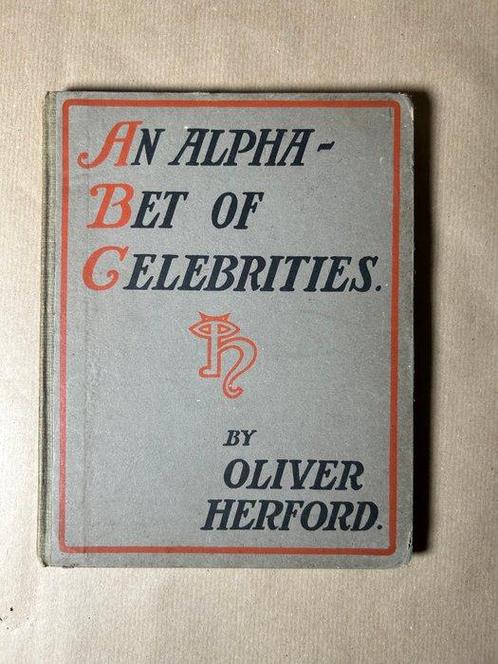 AN ALPHA-
BET OF
CELEBRITIES.
BY
OLIVER
HERFORD.